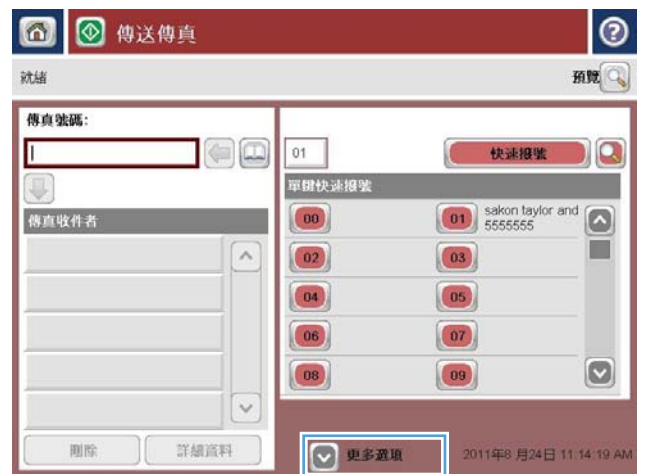 傳送傳真
就緒
預覽
傳真號碼:
01
快速撥號
單鍵快速撥號
傳真收件者
00
01 sakon taylor and
5555555
02
03
04
05
06
07
08
09
刪除
詳細資料
更多選項
2011年8 月24日 11:14:19 AM